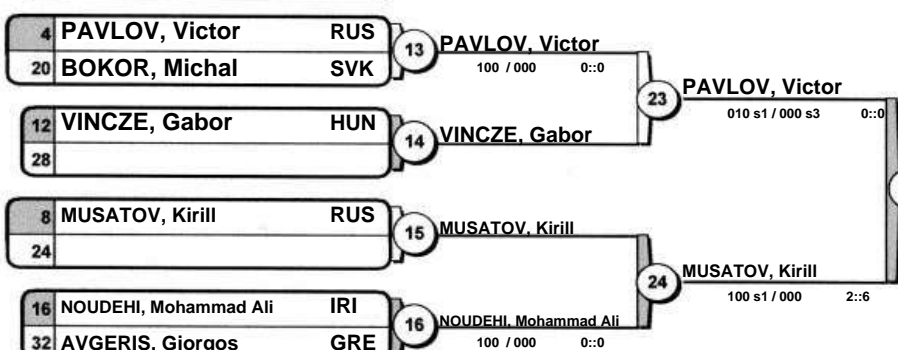 4 PAVLOV, Victor RUS
20 BOKOR, Michal SVK
13 PAVLOV, Victor
100 / 000 0::0
12 VINCZE, Gabor HUN
28
14 VINCZE, Gabor
23 PAVLOV, Victor
010 s1 / 000 s3 0::0
8 MUSATOV, Kirill RUS
24
15 MUSATOV, Kirill
16 NOUDEHI, Mohammad Ali IRI
32 AVGERIS, Giorgos GRE
16 NOUDEHI, Mohammad Ali
100 / 000 0::0
24 MUSATOV, Kirill
100 s1 / 000 2::6